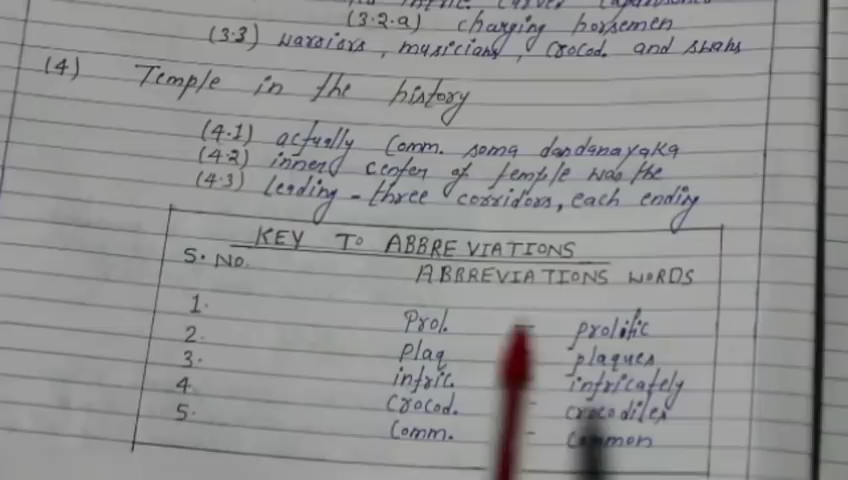 (3.2.a) charging horsemen
(3.3) warriors, musicians, crocod. and swans
(4) Temple in the history
(4.1) actually Comm. soma dandanayaka
(4.2) inner center of temple was the
(4.3) leading - three corridors, each ending
KEY TO ABBREVIATIONS
S. No. ABBREVIATIONS WORDS
1. Prol. - prolific
2. Plaq - plaques
3. intric. - intricately
4. crocod. - crocodiles
5. Comm. - common